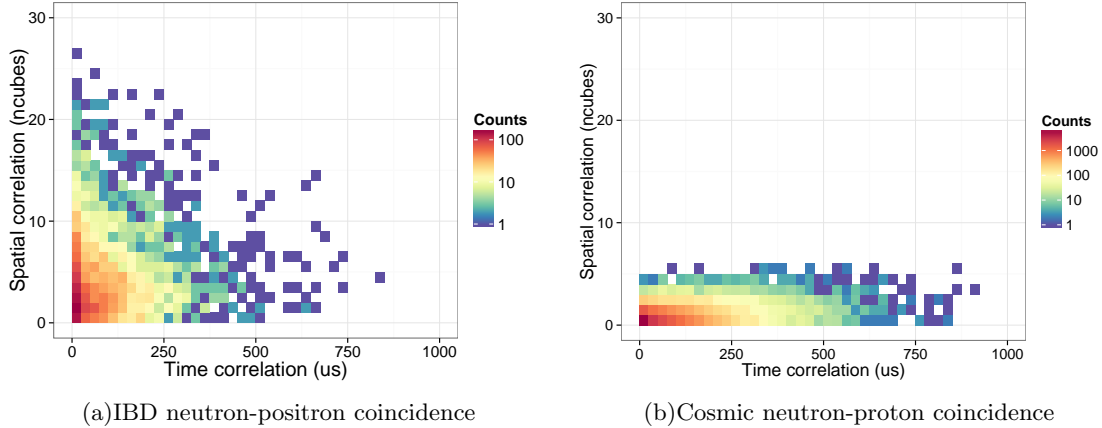 30
20
10
0
Spatial correlation (ncubes)
0 250 500 750 1000
Time correlation (us)
Counts
100
10
1
(a)IBD neutron-positron coincidence
30
20
10
0
Spatial correlation (ncubes)
0 250 500 750 1000
Time correlation (us)
Counts
1000
100
10
1
(b)Cosmic neutron-proton coincidence